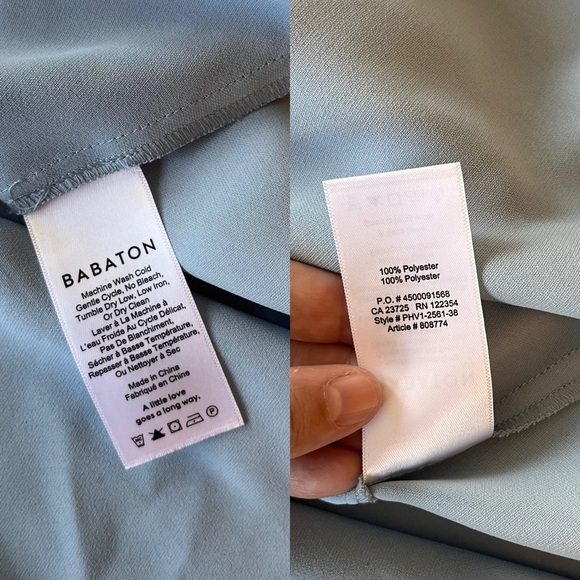 BABATON
Machine Wash Cold
Gentle Cycle, No Bleach,
Tumble Dry Low, Low Iron,
Or Dry Clean
Laver à La Machine à
L'eau Froide Au Cycle Délicat,
Pas De Blanchiment,
Sécher à Basse Température,
Repasser à Basse Température,
Ou Nettoyer à Sec
Made in China
Fabriqué en Chine
A little love
goes a long way.
P
100% Polyester
100% Polyester
P.O. # 4500091568
CA 23725 RN 122354
Style # PHV1-2561-38
Article # 808774